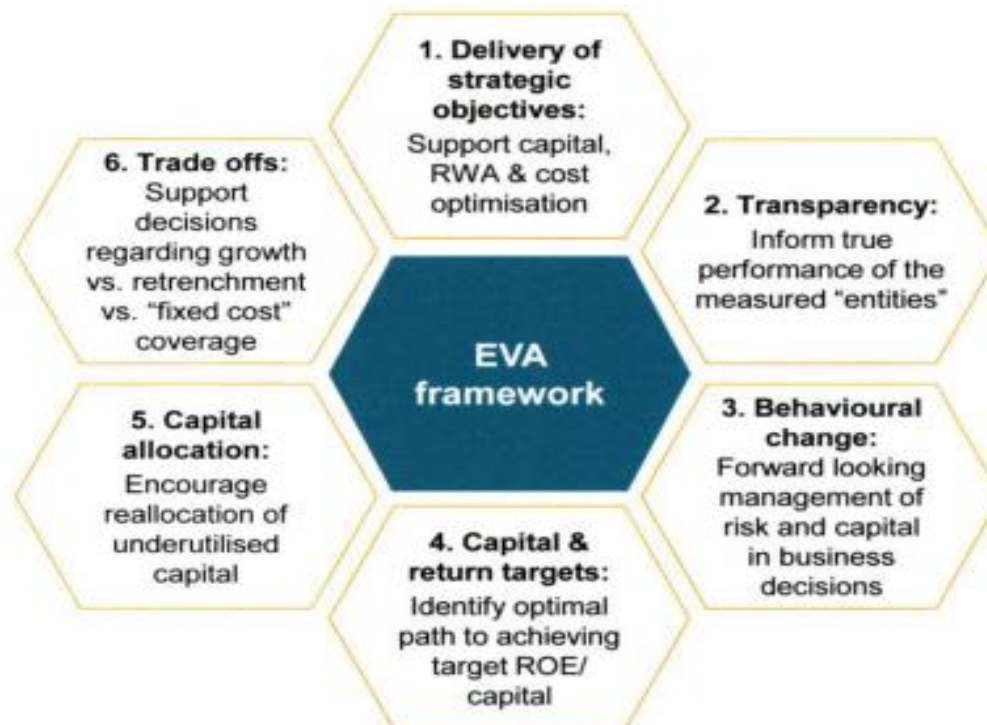 1. Delivery of
strategic
objectives:
Support capital,
RWA & cost
optimisation
2. Transparency:
Inform true
performance of the
measured “entities”
3. Behavioural
change:
Forward looking
management of
risk and capital
in business
decisions
4. Capital &
return targets:
Identify optimal
path to achieving
target ROE/
capital
5. Capital
allocation:
Encourage
reallocation of
underutilised
capital
6. Trade offs:
Support
decisions
regarding growth
vs. retrenchment
vs. “fixed cost”
coverage
EVA
framework